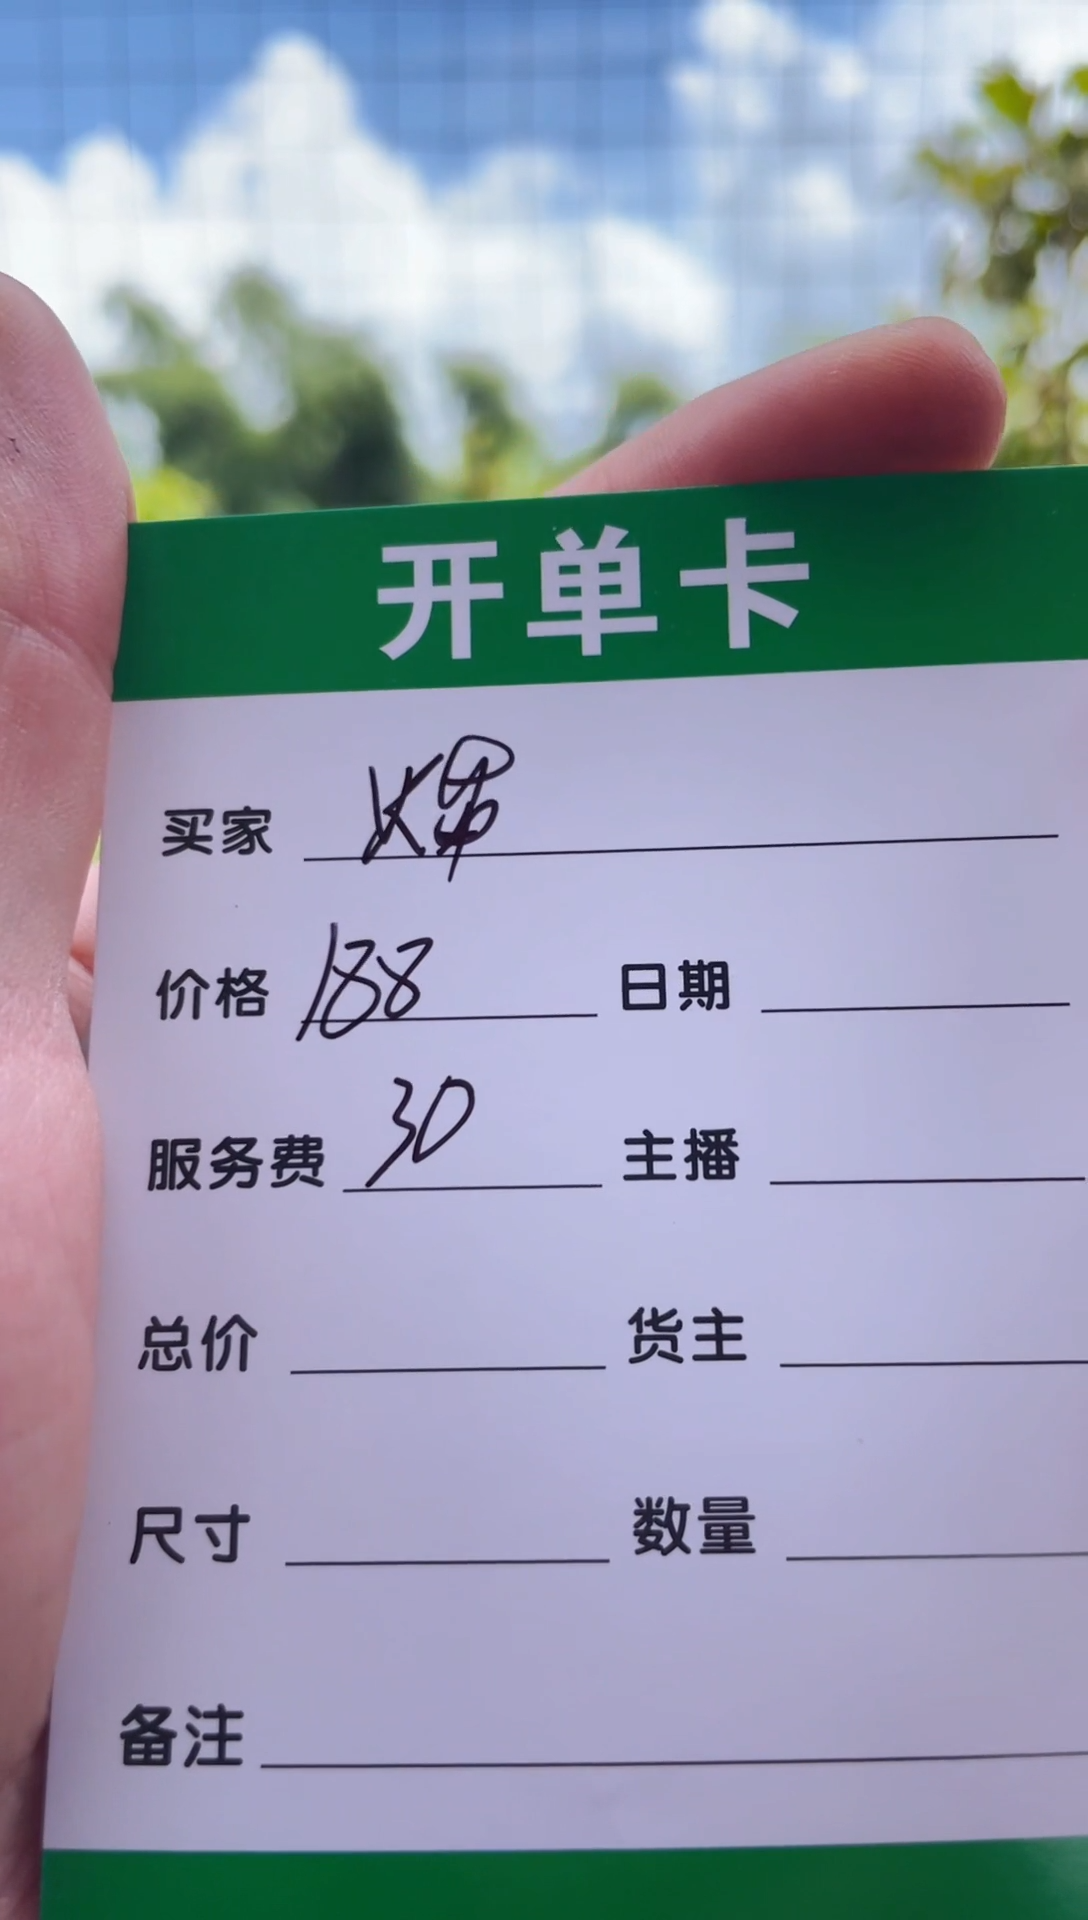 开单卡
买家
价格 188 日期
服务费 30 主播
总价 货主
尺寸 数量
备注